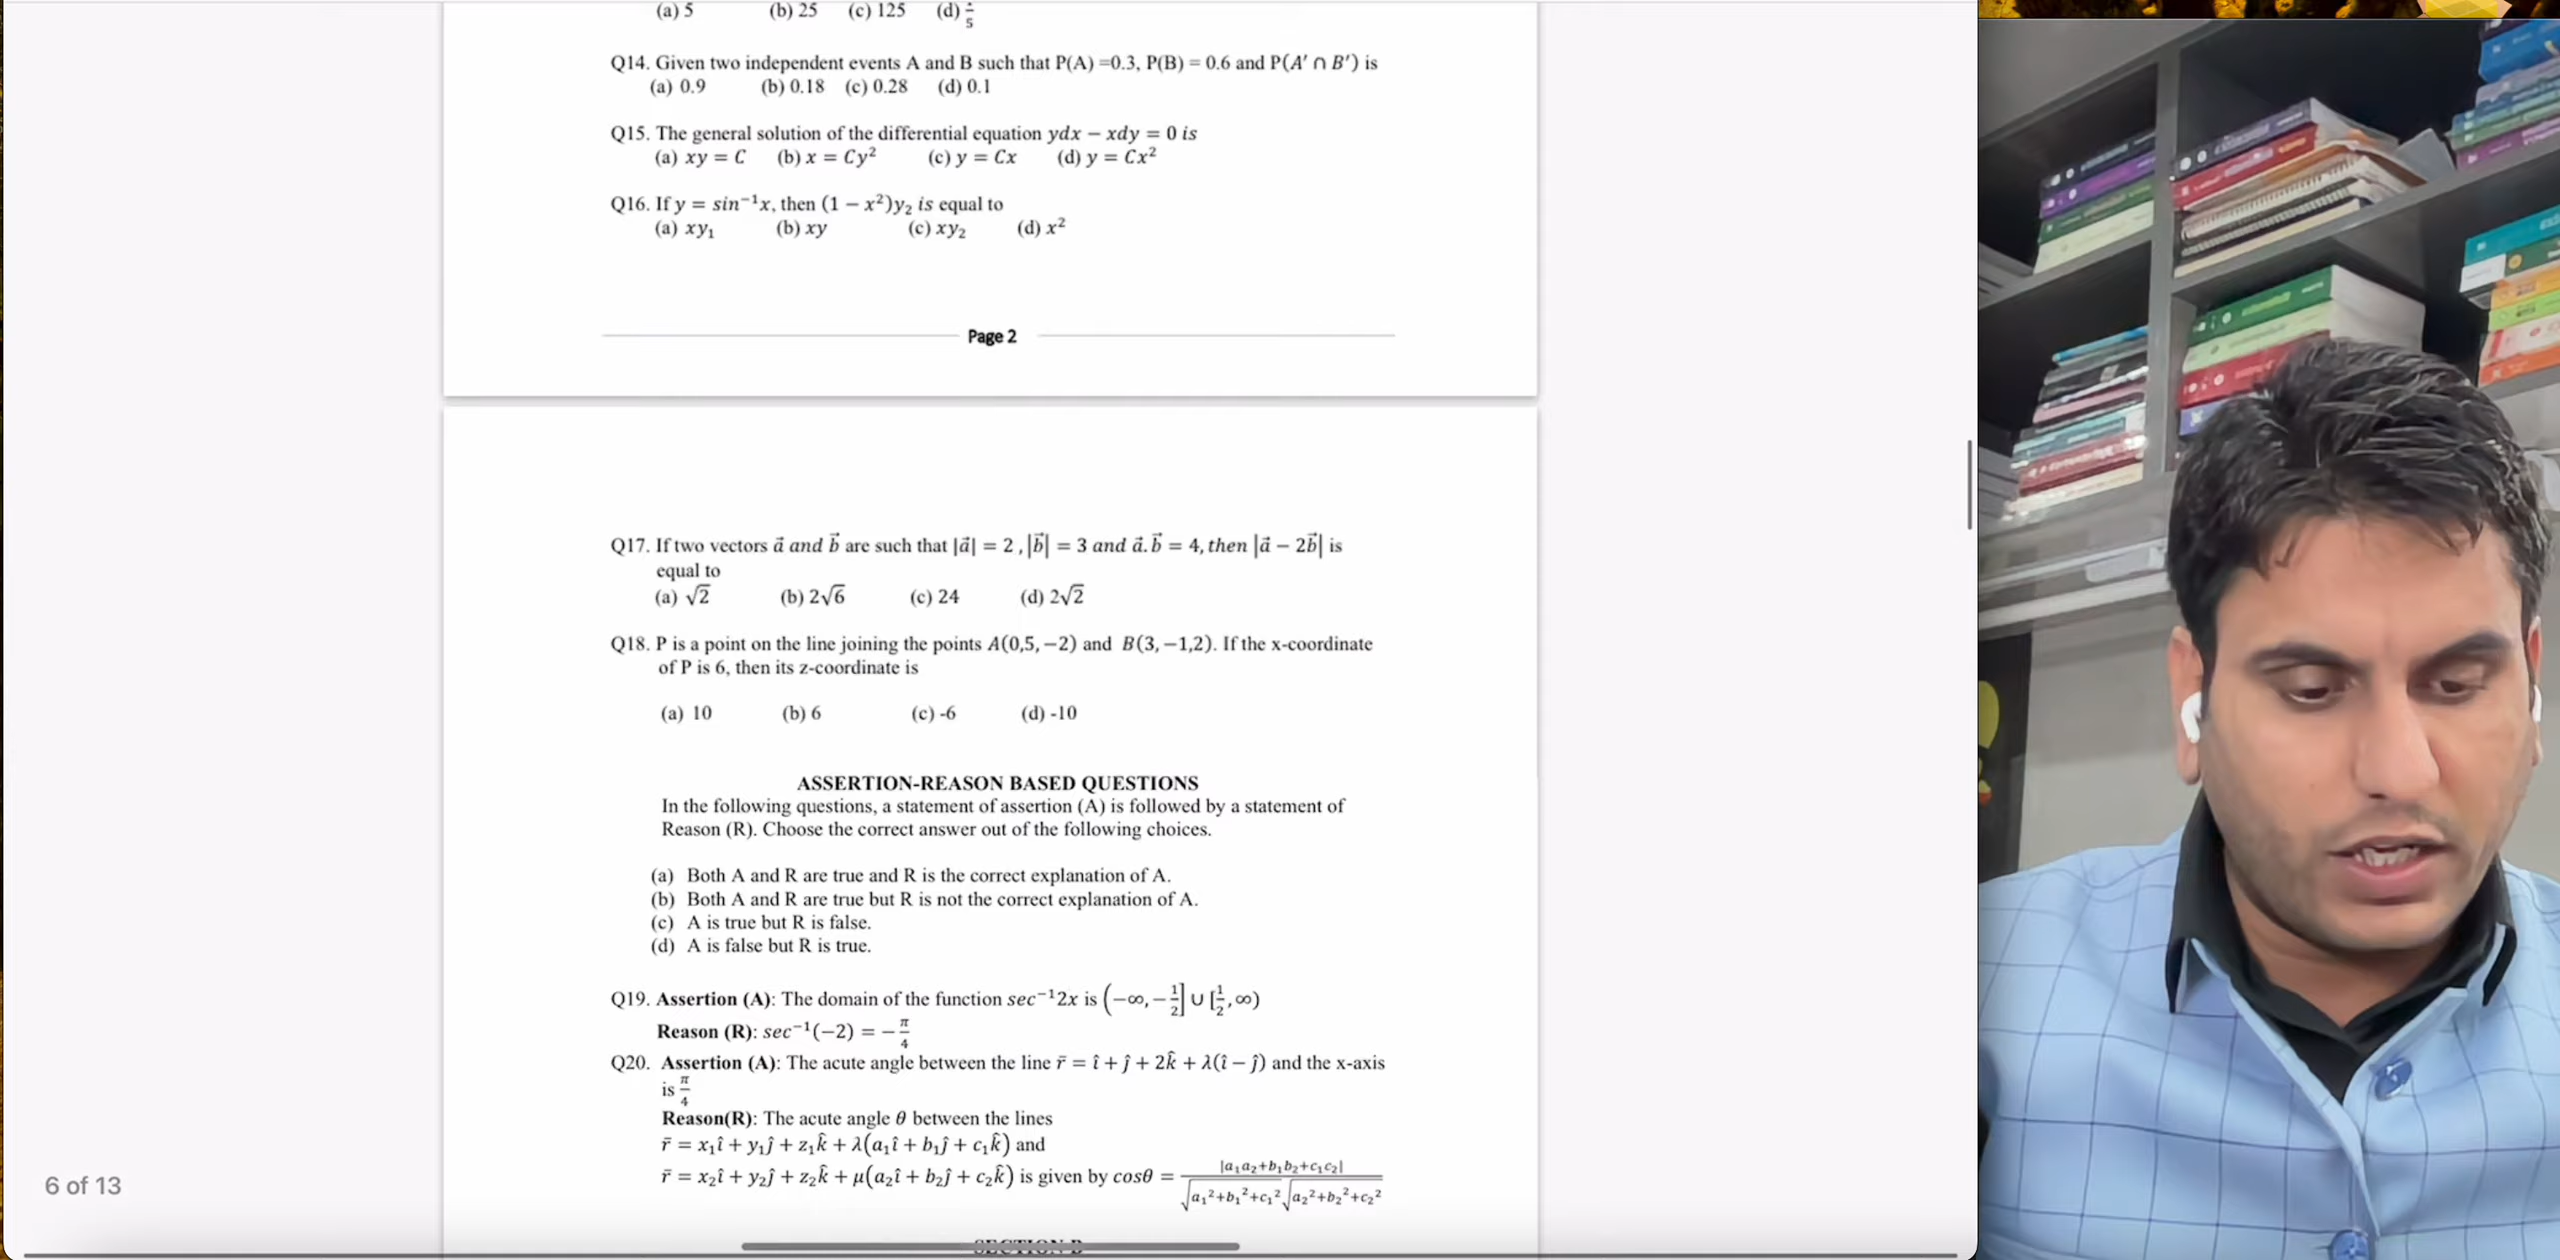 (a) 5 (b) 25 (c) 125 (d)
Q14. Given two independent events A and B such that P(A) =0.3, P(B) = 0.6 and P(A′ ∩ B′) is
(a) 0.9 (b) 0.18 (c) 0.28 (d) 0.1
Q15. The general solution of the differential equation ydx − xdy = 0 is
(a) xy = C (b) x = Cy² (c) y = Cx (d) y = Cx²
Q16. If y = sin⁻¹x, then (1 − x²)y₂ is equal to
(a) xy₁ (b) xy (c) xy₂ (d) x²
Page 2
Q17. If two vectors a⃗ and b⃗ are such that |a⃗| = 2 , |b⃗| = 3 and a⃗. b⃗ = 4, then |a⃗ − 2b⃗| is
equal to
(a) √2 (b) 2√6 (c) 24 (d) 2√2
Q18. P is a point on the line joining the points A(0,5, −2) and B(3, −1,2). If the x-coordinate
of P is 6, then its z-coordinate is
(a) 10 (b) 6 (c) -6 (d) -10
ASSERTION-REASON BASED QUESTIONS
In the following questions, a statement of assertion (A) is followed by a statement of
Reason (R). Choose the correct answer out of the following choices.
(a) Both A and R are true and R is the correct explanation of A.
(b) Both A and R are true but R is not the correct explanation of A.
(c) A is true but R is false.
(d) A is false but R is true.
Q19. Assertion (A): The domain of the function sec⁻¹2x is (−∞, −1/2] ∪ [1/2, ∞)
Reason (R): sec⁻¹(−2) = −π/4
Q20. Assertion (A): The acute angle between the line r̄ = î + ĵ + 2k̂ + λ(î − ĵ) and the x-axis
is π/4
Reason(R): The acute angle θ between the lines
r̄ = x₁î + y₁ĵ + z₁k̂ + λ(a₁î + b₁ĵ + c₁k̂) and
r̄ = x₂î + y₂ĵ + z₂k̂ + μ(a₂î + b₂ĵ + c₂k̂) is given by cosθ = |a₁a₂+b₁b₂+c₁c₂| / √(a₁²+b₁²+c₁²) √(a₂²+b₂²+c₂²)
6 of 13